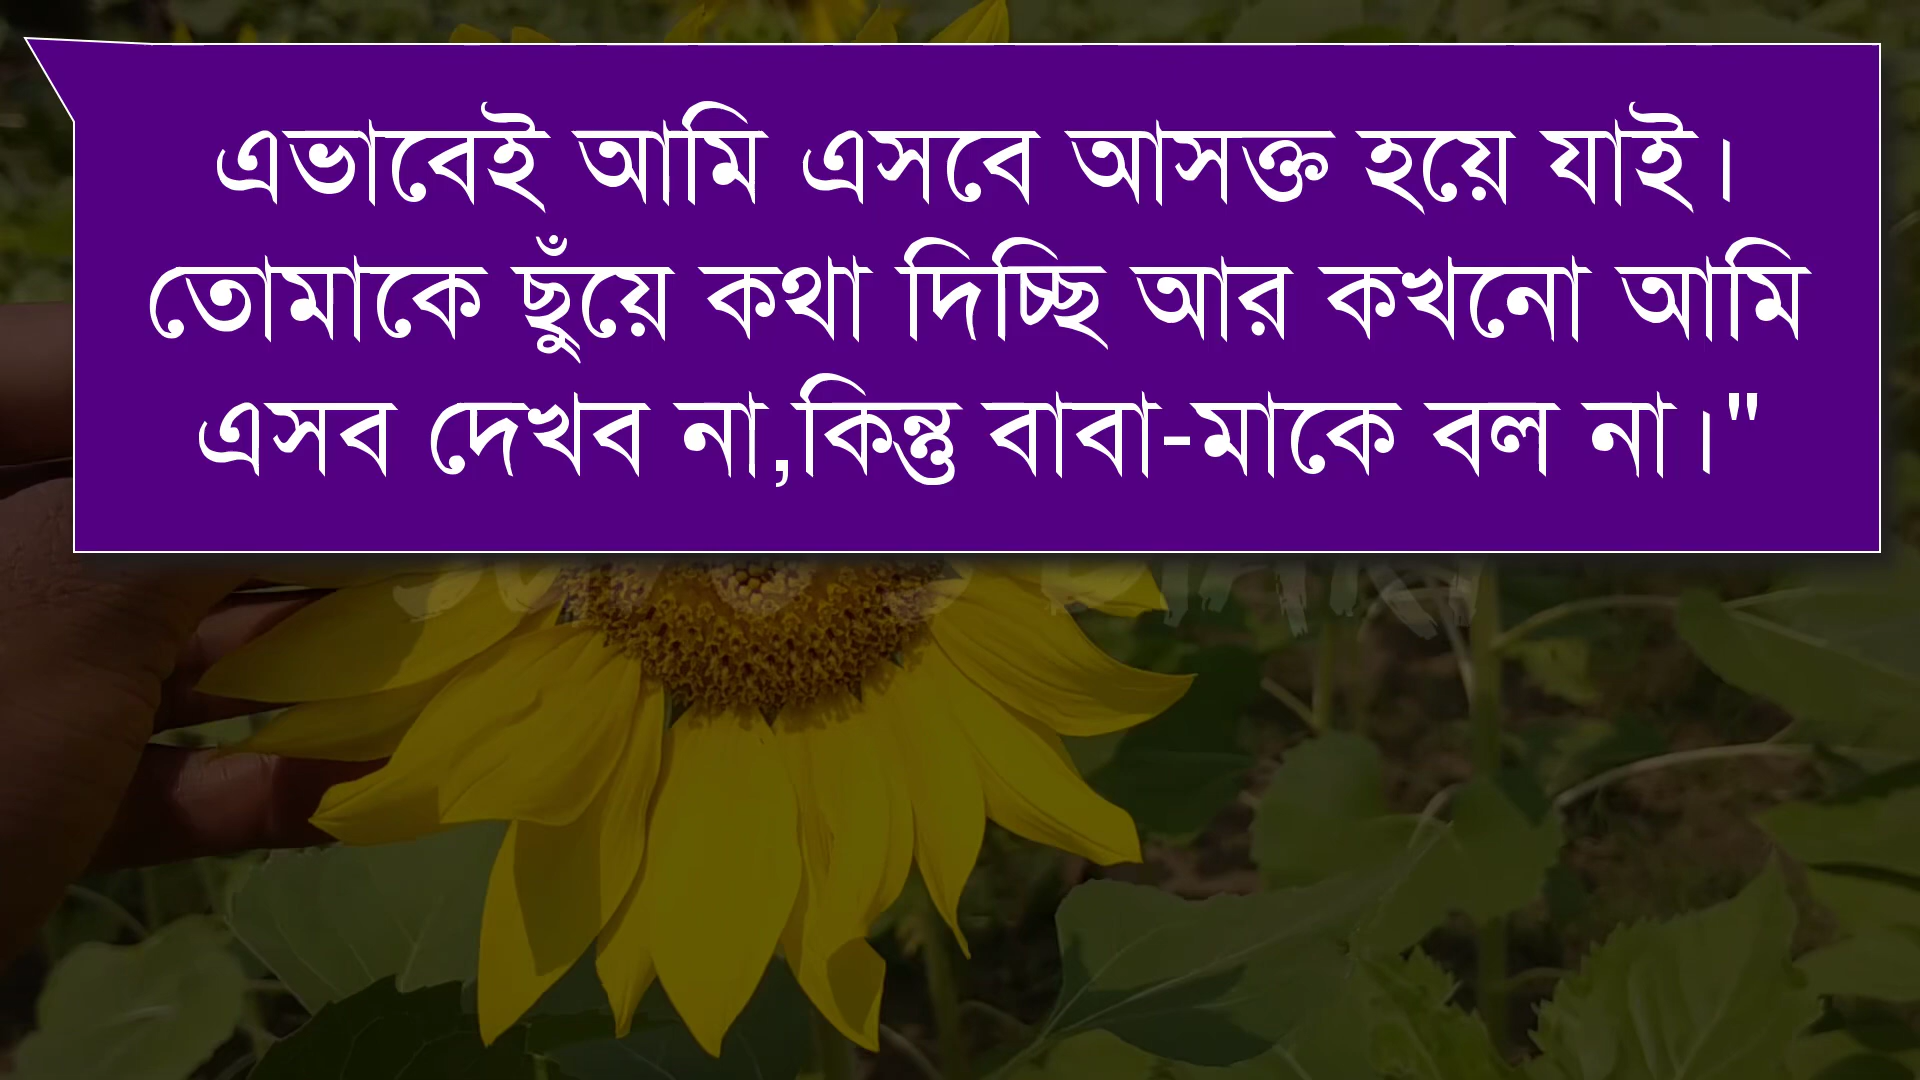 এভাবেই আমি এসবে আসক্ত হয়ে যাই।
তোমাকে ছুঁয়ে কথা দিচ্ছি আর কখনো আমি
এসব দেখব না,কিন্তু বাবা-মাকে বল না।"